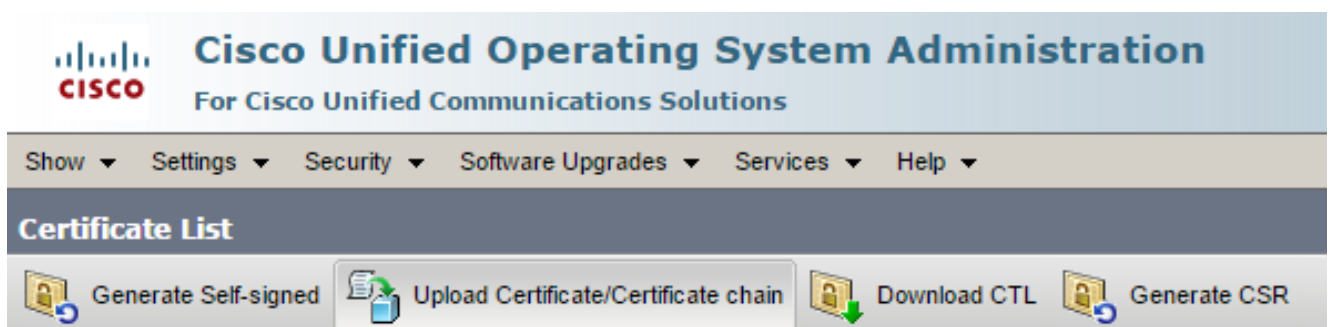 Cisco Unified Operating System Administration
CISCO
For Cisco Unified Communications Solutions
Show Settings Security Software Upgrades Services Help
Certificate List
Generate Self-signed Upload Certificate/Certificate chain Download CTL Generate CSR